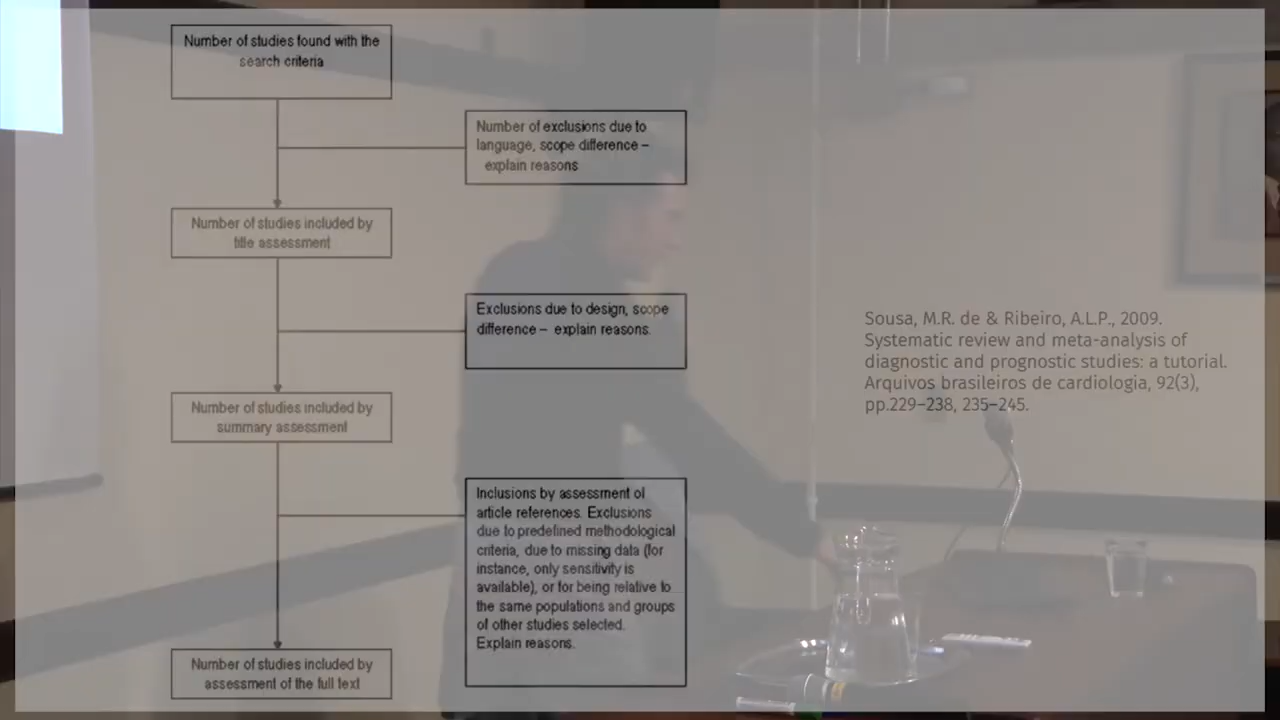 Number of studies found with the
search criteria
Number of exclusions due to
language, scope difference –
explain reasons
Number of studies included by
title assessment
Exclusions due to design, scope
difference – explain reasons.
Number of studies included by
summary assessment
Inclusions by assessment of
article references. Exclusions
due to predefined methodological
criteria, due to missing data (for
instance, only sensitivity is
available), or for being relative to
the same populations and groups
of other studies selected.
Explain reasons.
Number of studies included by
assessment of the full text
Sousa, M.R. de & Ribeiro, A.L.P., 2009.
Systematic review and meta-analysis of
diagnostic and prognostic studies: a tutorial.
Arquivos brasileiros de cardiologia, 92(3),
pp.229–238, 235–245.